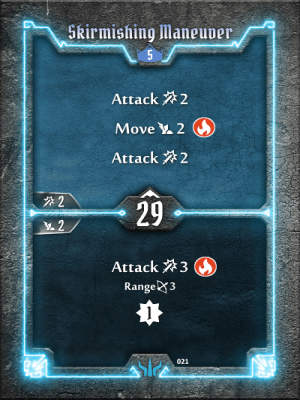 Skirmishing Maneuver
5
Attack 2
Move 2
Attack 2
2
29
2
Attack 3
Range 3
1
021